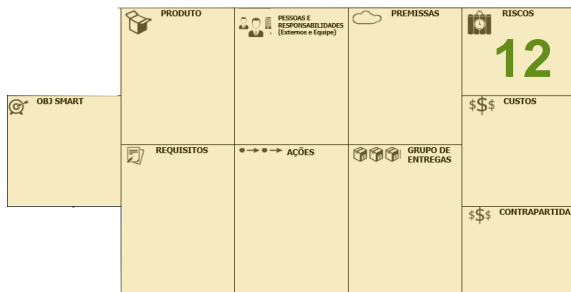 PRODUTO
PESSOAS E
RESPONSABILIDADES
(Externos e Equipe)
PREMISSAS
RISCOS
12
OBJ SMART
$$$ CUSTOS
REQUISITOS
AÇÕES
GRUPO DE
ENTREGAS
$$$ CONTRAPARTIDA